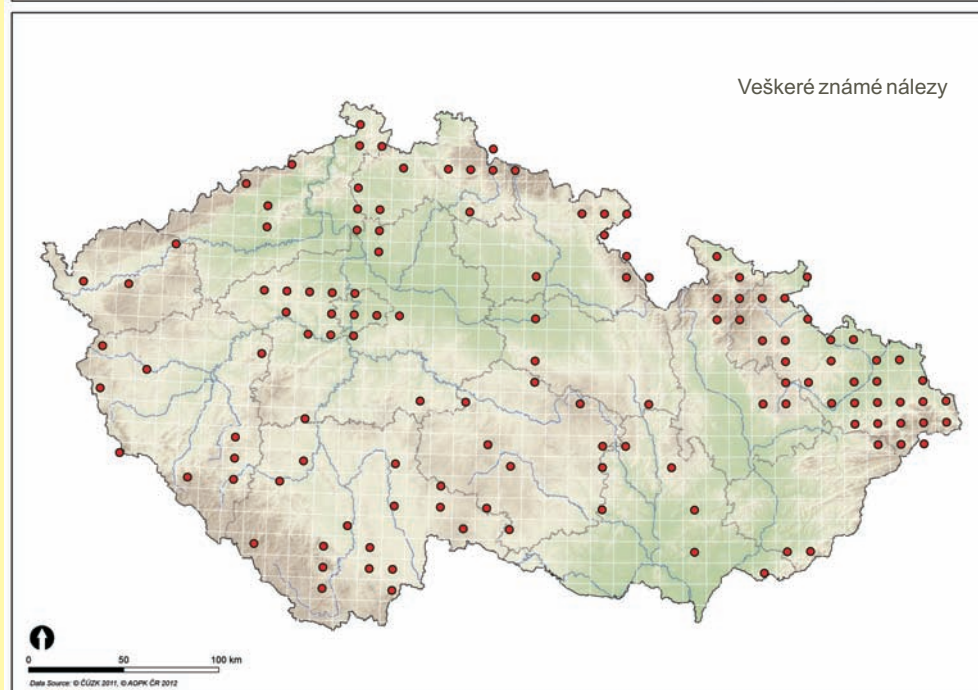 Veškeré známé nálezy
0 50 100 km
Data Source: © ČÚZK 2011, © AOPK ČR 2012